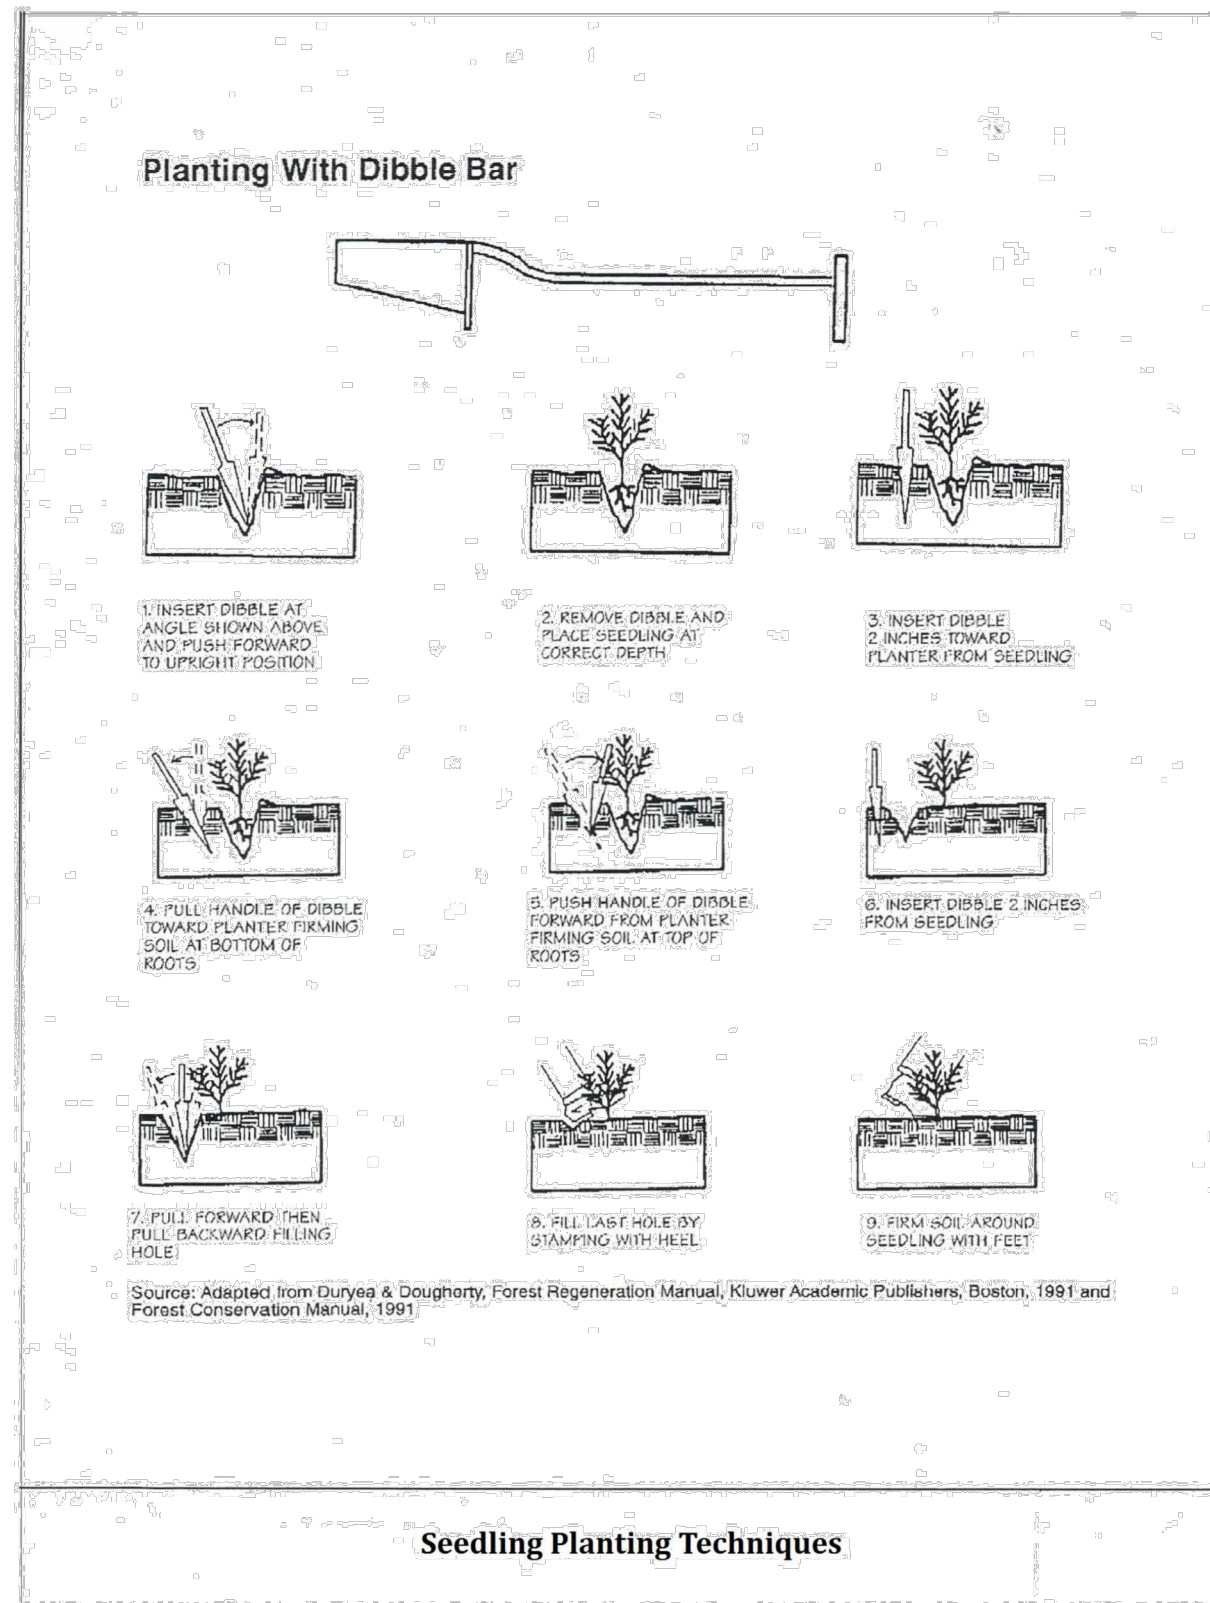 Planting With Dibble Bar
1. INSERT DIBBLE AT
ANGLE SHOWN ABOVE
AND PUSH FORWARD
TO UPRIGHT POSITION
2. REMOVE DIBBLE AND
PLACE SEEDLING AT
CORRECT DEPTH
3. INSERT DIBBLE
2 INCHES TOWARD
PLANTER FROM SEEDLING
4. PULL HANDLE OF DIBBLE
TOWARD PLANTER FIRMING
SOIL AT BOTTOM OF
ROOTS
5. PUSH HANDLE OF DIBBLE
FORWARD FROM PLANTER
FIRMING SOIL AT TOP OF
ROOTS
6. INSERT DIBBLE 2 INCHES
FROM SEEDLING
7. PULL FORWARD THEN
PULL BACKWARD FILLING
HOLE
8. FILL LAST HOLE BY
STAMPING WITH HEEL
9. FIRM SOIL AROUND
SEEDLING WITH FEET
Source: Adapted from Duryea & Dougherty, Forest Regeneration Manual, Kluwer Academic Publishers, Boston, 1991 and
Forest Conservation Manual, 1991
Seedling Planting Techniques